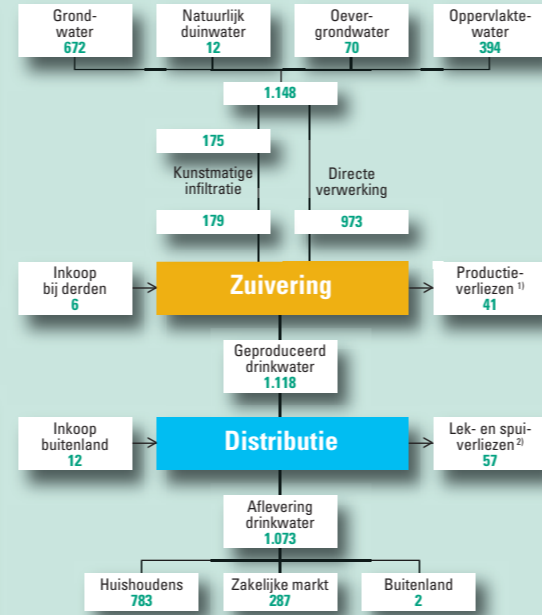 Grond-
water
672
Natuurlijk
duinwater
12
Oever-
grondwater
70
Oppervlakte-
water
394
1.148
175
Kunstmatige
infiltratie
Directe
verwerking
179
973
Inkoop
bij derden
6
Zuivering
Productie-
verliezen 1)
41
Geproduceerd
drinkwater
1.118
Inkoop
buitenland
12
Distributie
Lek- en spui-
verliezen 2)
57
Aflevering
drinkwater
1.073
Huishoudens
783
Zakelijke markt
287
Buitenland
2